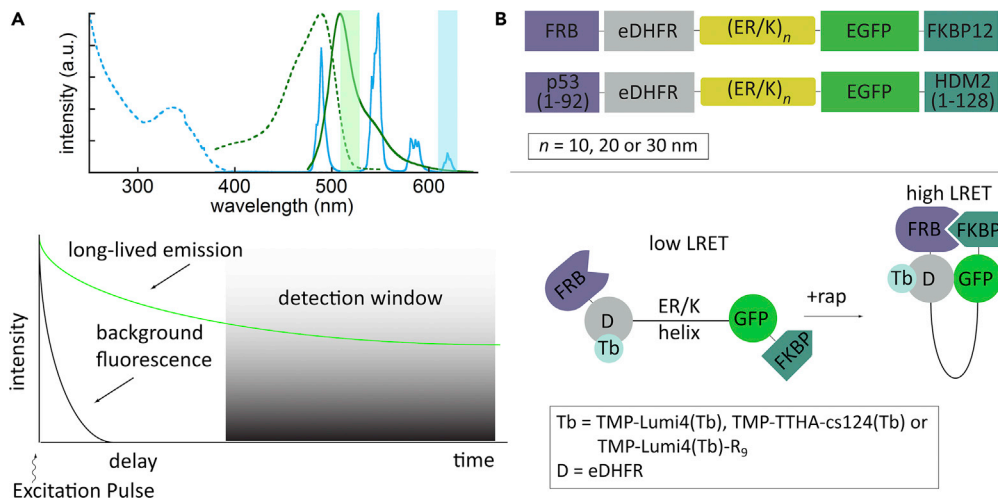 A
intensity (a.u.)
300 400 500 600
wavelength (nm)
long-lived emission
background
fluorescence
detection window
intensity
delay
time
Excitation Pulse
B
FRB eDHFR (ER/K)n EGFP FKBP12
p53 eDHFR (ER/K)n EGFP HDM2
(1-92) (1-128)
n = 10, 20 or 30 nm
low LRET
high LRET
FRB
D
Tb
ER/K
helix
GFP
FKBP
+rap
FRB FKBP
Tb D GFP
Tb = TMP-Lumi4(Tb), TMP-TTHA-cs124(Tb) or
TMP-Lumi4(Tb)-R9
D = eDHFR